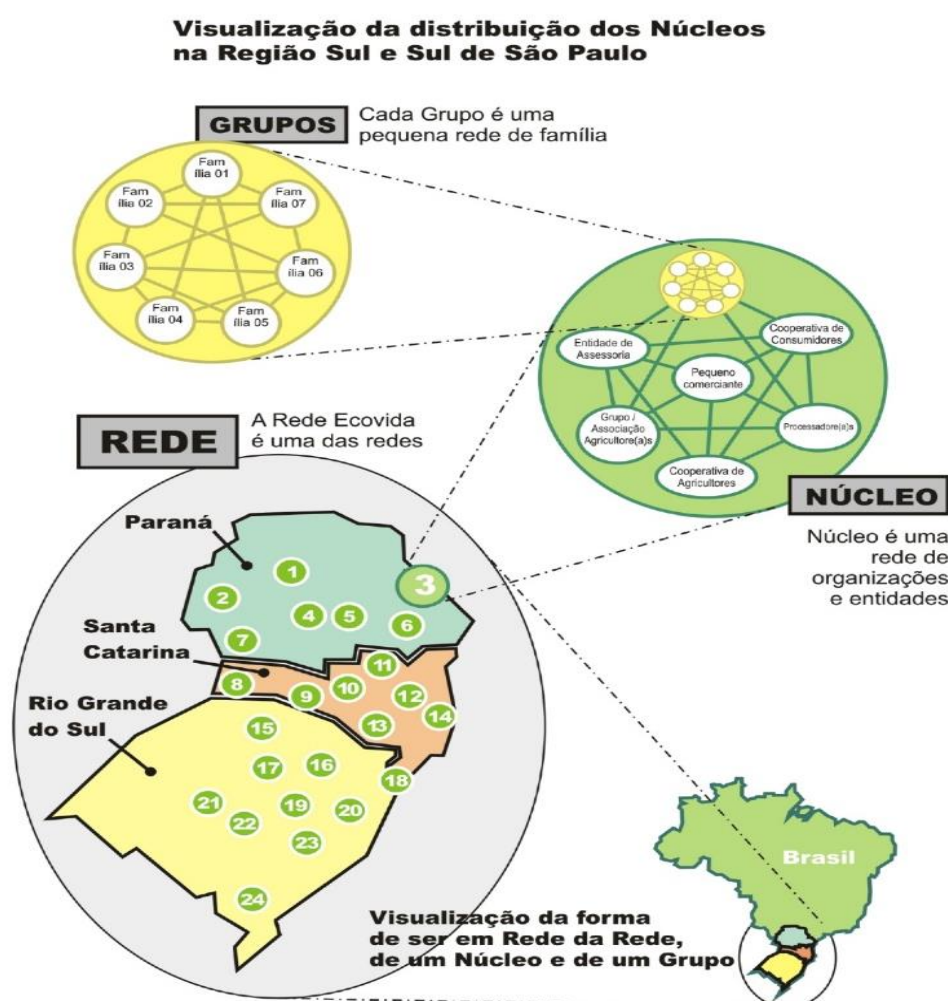 Visualização da distribuição dos Núcleos
na Região Sul e Sul de São Paulo
GRUPOS
Cada Grupo é uma
pequena rede de família
Fam
ília 01
Fam
ília 02
Fam
ília 07
Fam
ília 03
Fam
ília 06
Fam
ília 04
Fam
ília 05
Entidade de
Assessoria
Cooperativa de
Consumidores
Pequeno
comerciante
Grupo /
Associação
Agricultore(a)s
Processadore(a)s
Cooperativa de
Agricultores
NÚCLEO
Núcleo é uma
rede de
organizações
e entidades
REDE
A Rede Ecovida
é uma das redes
Paraná
1
2
3
4
5
6
7
Santa
Catarina
8
9
10
11
12
13
14
Rio Grande
do Sul
15
16
17
18
19
20
21
22
23
24
Brasil
Visualização da forma
de ser em Rede da Rede,
de um Núcleo e de um Grupo